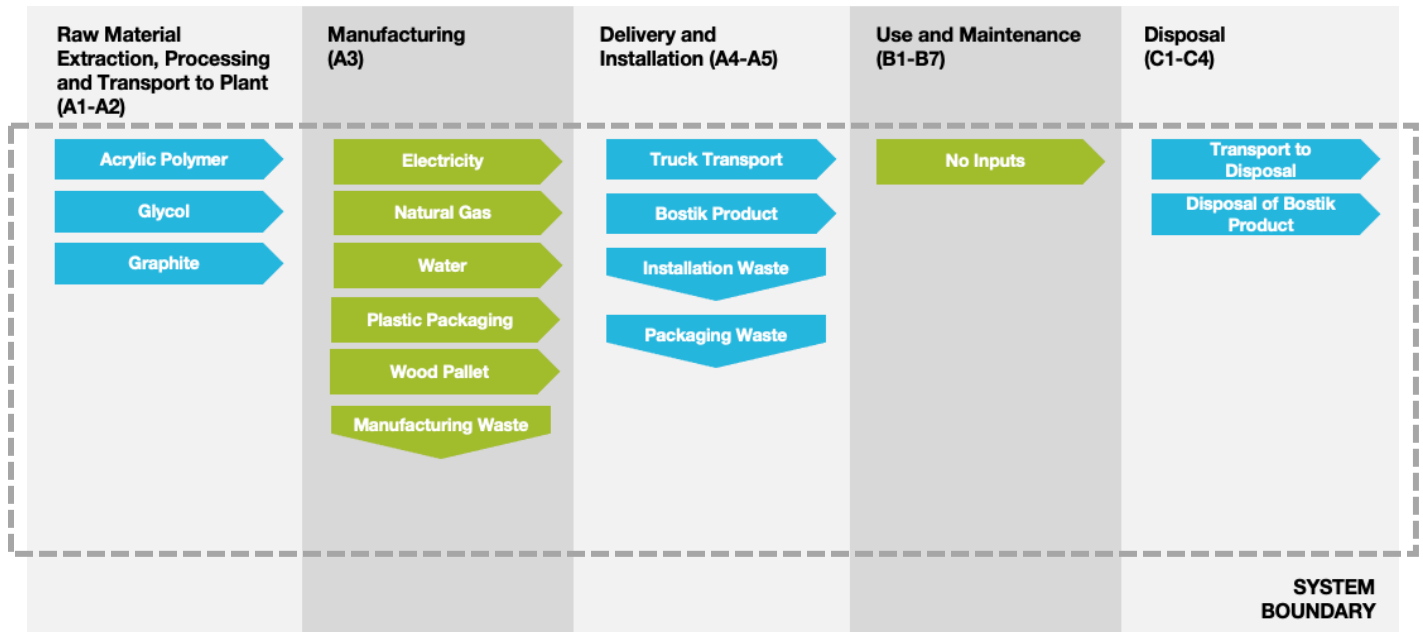 Raw Material
Extraction, Processing
and Transport to Plant
(A1-A2)
Acrylic Polymer
Glycol
Graphite
Manufacturing
(A3)
Electricity
Natural Gas
Water
Plastic Packaging
Wood Pallet
Manufacturing Waste
Delivery and
Installation (A4-A5)
Truck Transport
Bostik Product
Installation Waste
Packaging Waste
Use and Maintenance
(B1-B7)
No Inputs
Disposal
(C1-C4)
Transport to
Disposal
Disposal of Bostik
Product
SYSTEM
BOUNDARY